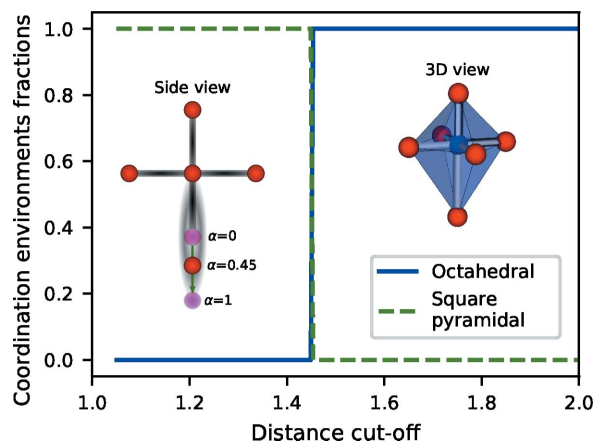 Coordination environments fractions
1.0
0.8
0.6
0.4
0.2
0.0
Side view
α=0
α=0.45
α=1
3D view
Octahedral
Square
pyramidal
1.0
1.2
1.4
1.6
1.8
2.0
Distance cut-off